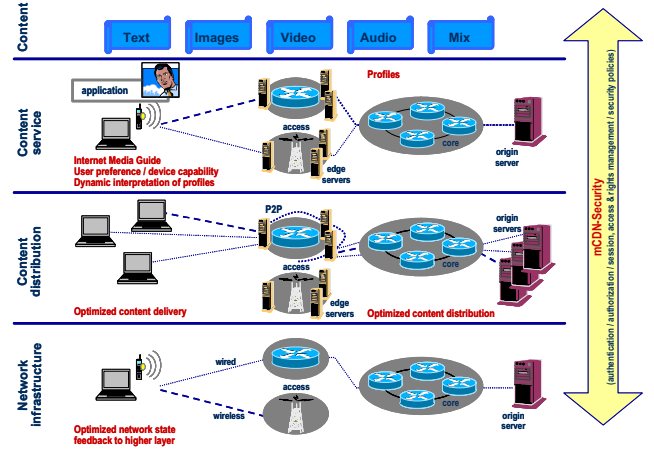 Content
Text
Images
Video
Audio
Mix
Content
service
application
Profiles
access
core
origin
server
edge
servers
Internet Media Guide
User preference / device capability
Dynamic interpretation of profiles
Content
distribution
P2P
origin
servers
access
core
edge
servers
Optimized content delivery
Optimized content distribution
Network
infrastructure
wired
access
wireless
core
origin
server
Optimized network state
feedback to higher layer
mCDN-Security
(authentication / authorization / session, access & rights management / security policies)